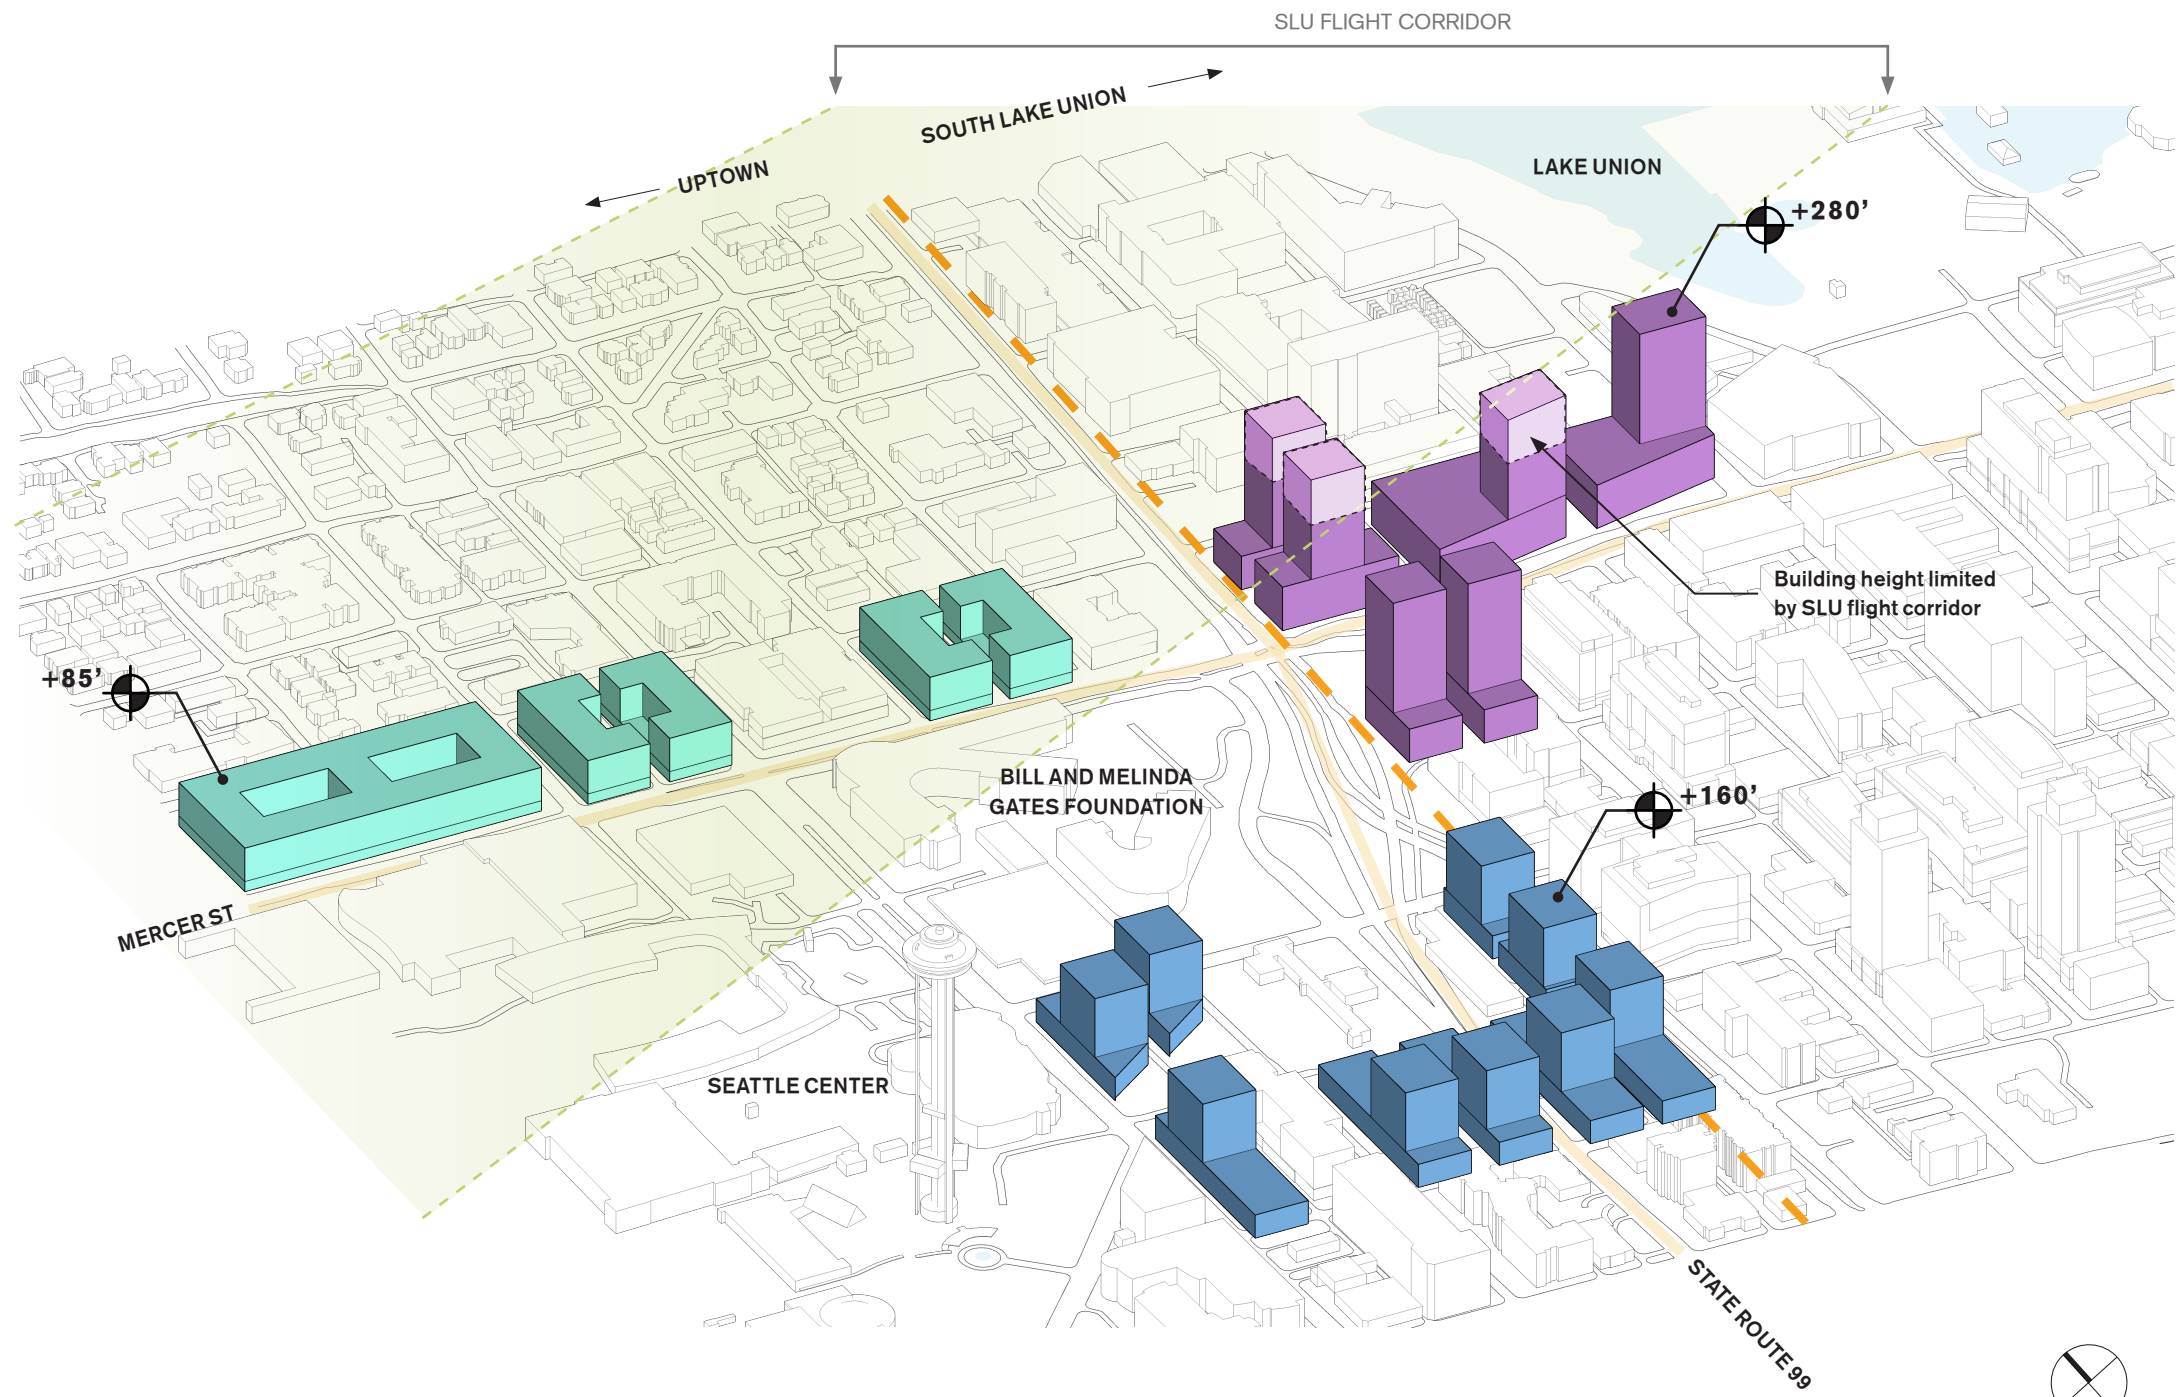 SLU FLIGHT CORRIDOR
SOUTH LAKE UNION
UPTOWN
LAKE UNION
+280’
Building height limited
by SLU flight corridor
+85’
BILL AND MELINDA
GATES FOUNDATION
+160’
MERCER ST
SEATTLE CENTER
STATE ROUTE 99